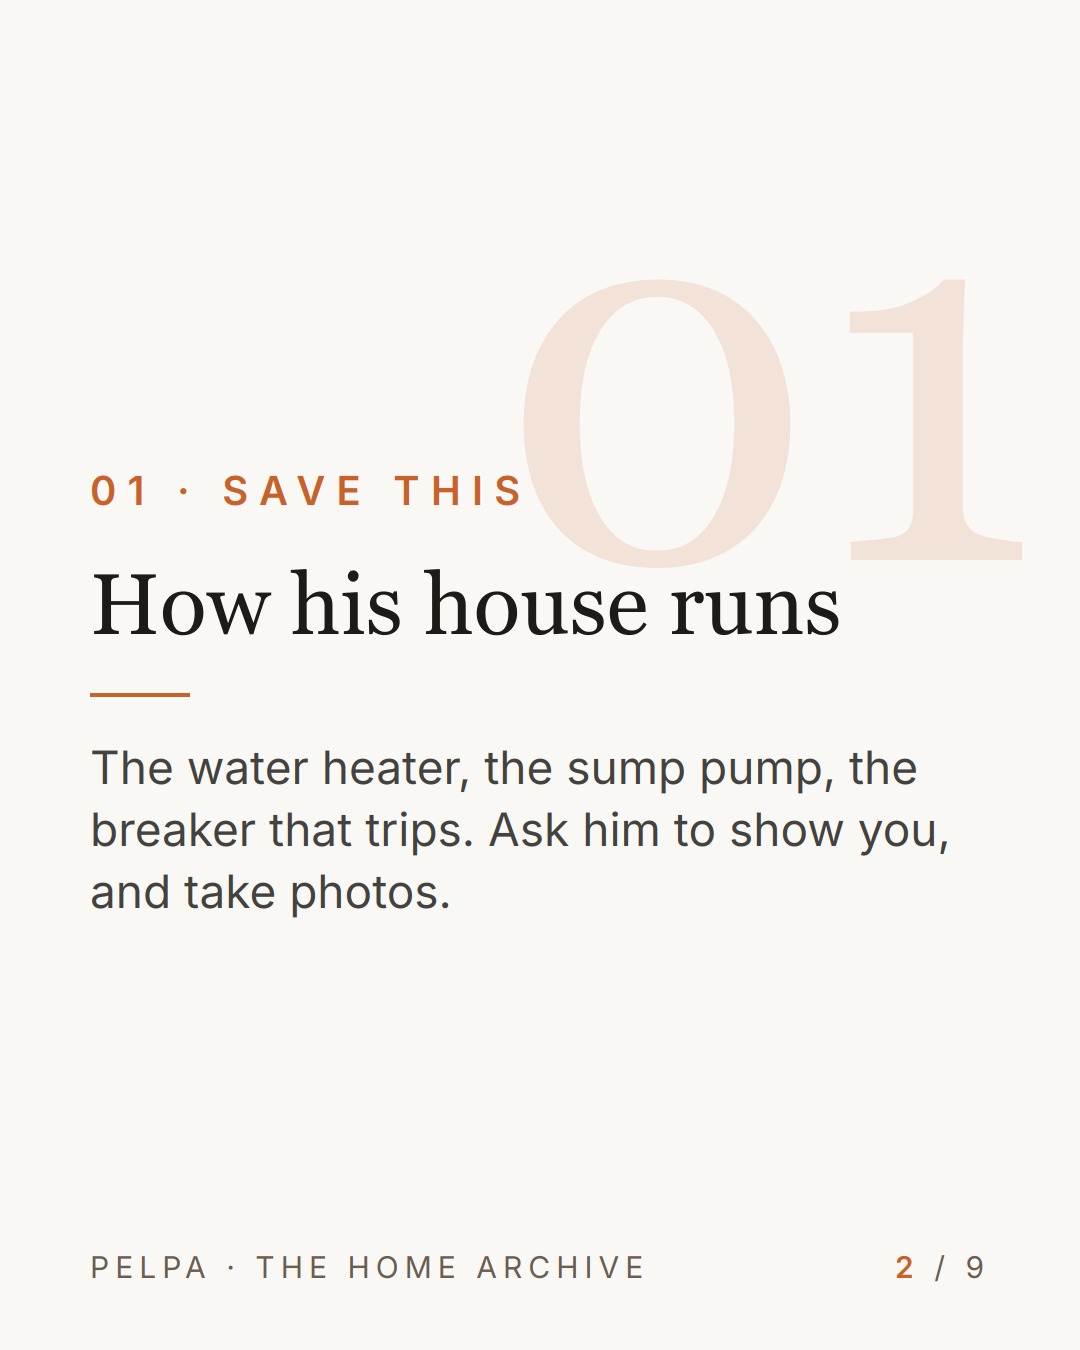 01
01 · SAVE THIS
How his house runs
The water heater, the sump pump, the
breaker that trips. Ask him to show you,
and take photos.
PELPA · THE HOME ARCHIVE
2 / 9